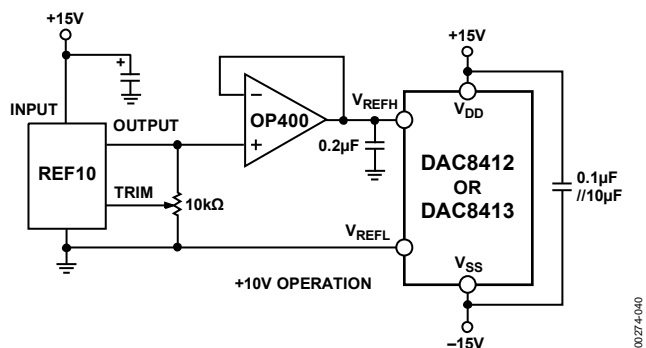 +15V
+15V
+
INPUT
OUTPUT
REF10
TRIM
10kΩ
−
OP400
+
VREFH
0.2µF
VDD
DAC8412
OR
DAC8413
0.1µF
//10µF
VREFL
VSS
+10V OPERATION
−15V
00274-040